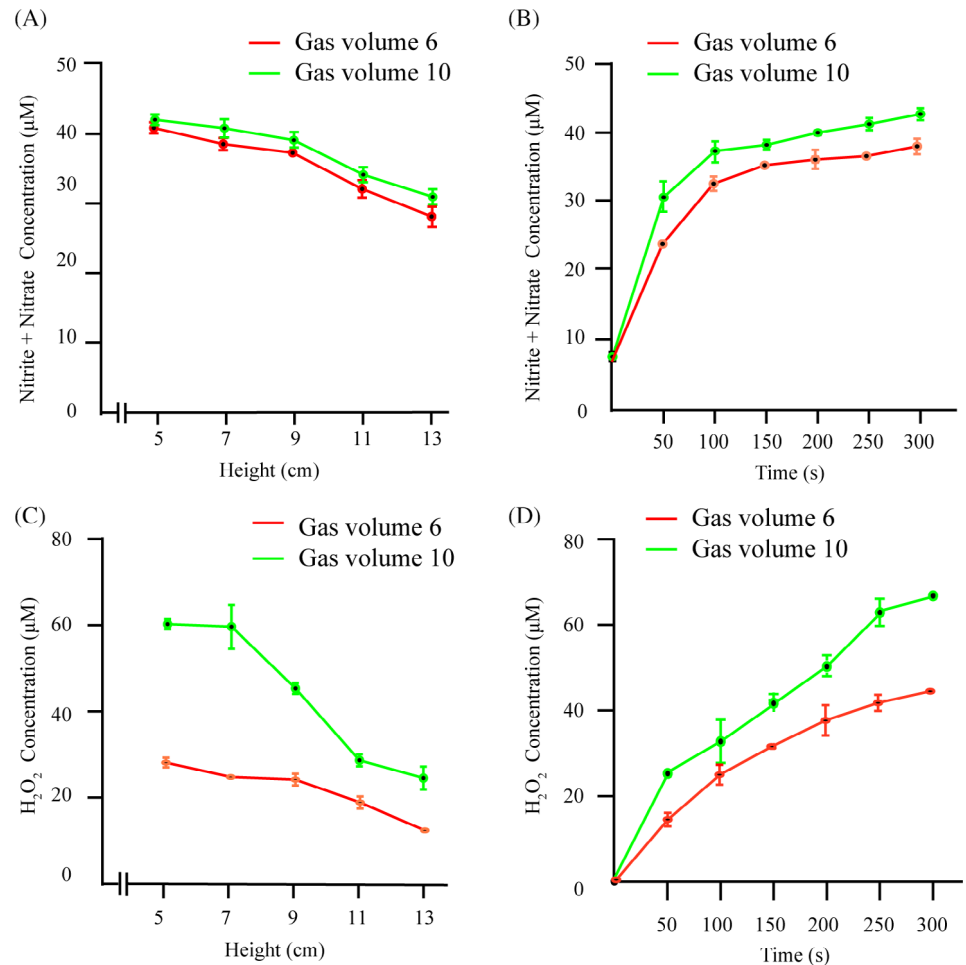 (A)
Gas volume 6
Gas volume 10
Nitrite + Nitrate Concentration (µM)
50
40
30
20
10
0
5 7 9 11 13
Height (cm)
(B)
Gas volume 6
Gas volume 10
Nitrite + Nitrate Concentration (µM)
50
40
30
20
10
0
50 100 150 200 250 300
Time (s)
(C)
Gas volume 6
Gas volume 10
H₂O₂ Concentration (µM)
80
60
40
20
0
5 7 9 11 13
Height (cm)
(D)
Gas volume 6
Gas volume 10
H₂O₂ Concentration (µM)
80
60
40
20
0
50 100 150 200 250 300
Time (s)